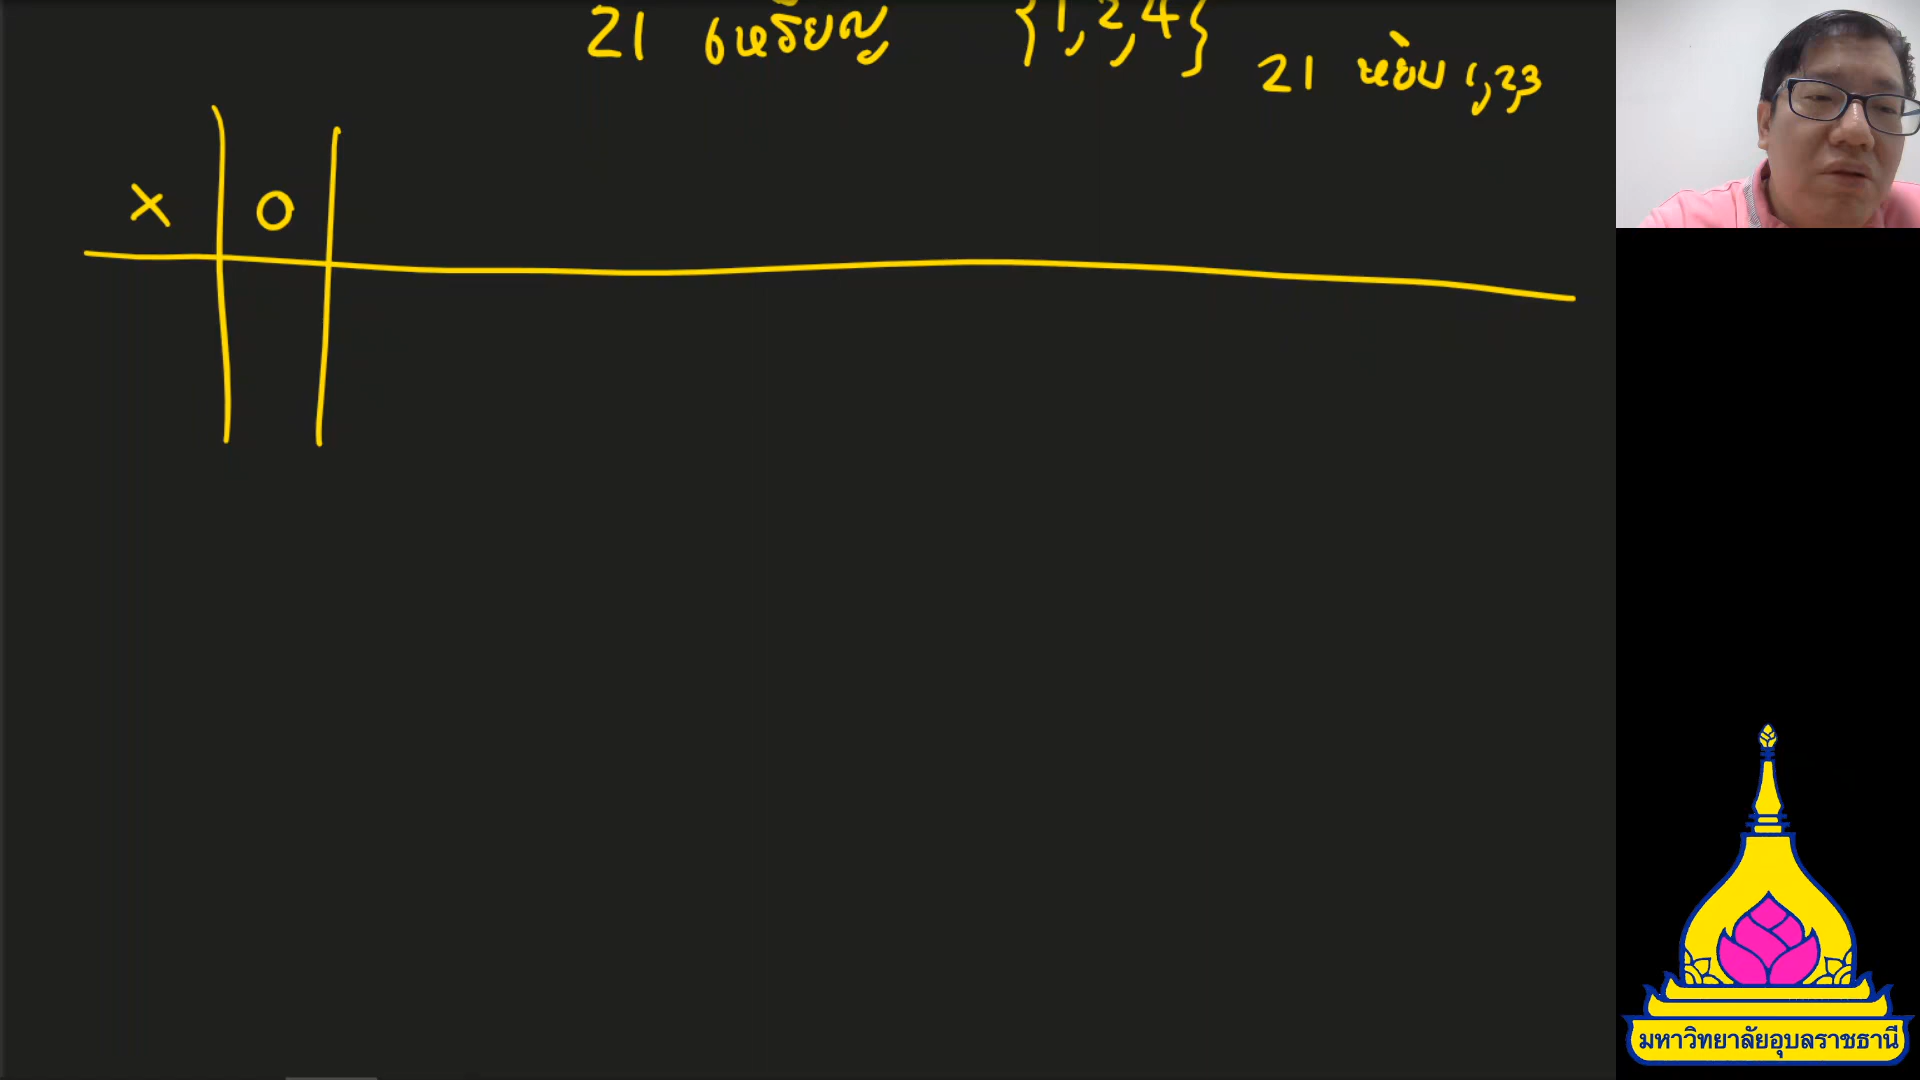 21 เหรียญ {1,2,4}
21 หยิบ 1,2,3
X O
มหาวิทยาลัยอุบลราชธานี